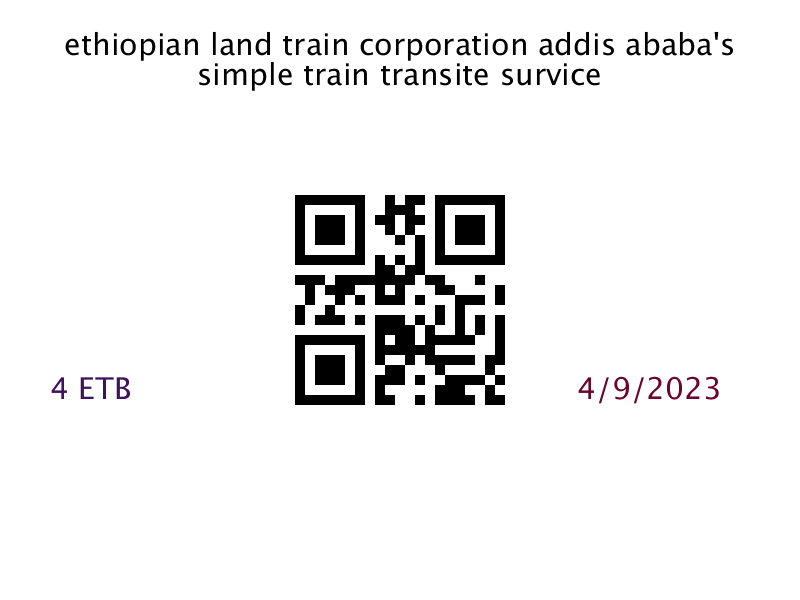 ethiopian land train corporation addis ababa's
simple train transite survice
4 ETB
4/9/2023